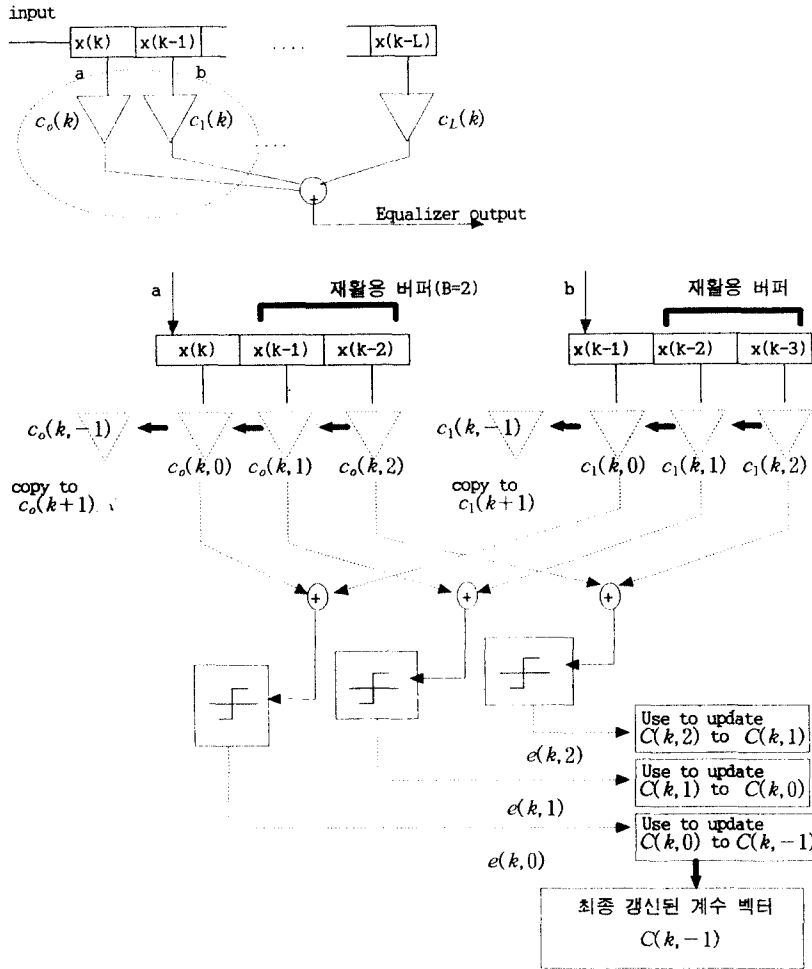 input
x(k) x(k-1) .... x(k-L)
a b
c_o(k) c_1(k) .... c_L(k)
+
Equalizer output
a 재활용 버퍼(B=2) b 재활용 버퍼
x(k) x(k-1) x(k-2) x(k-1) x(k-2) x(k-3)
c_o(k,-1) c_1(k,-1)
c_o(k,0) c_o(k,1) c_o(k,2) c_1(k,0) c_1(k,1) c_1(k,2)
copy to copy to
c_o(k+1) c_1(k+1)
+ + +
Use to update
C(k,2) to C(k,1)
e(k,2)
Use to update
C(k,1) to C(k,0)
e(k,1)
Use to update
C(k,0) to C(k,-1)
e(k,0)
최종 갱신된 계수 벡터
C(k,-1)